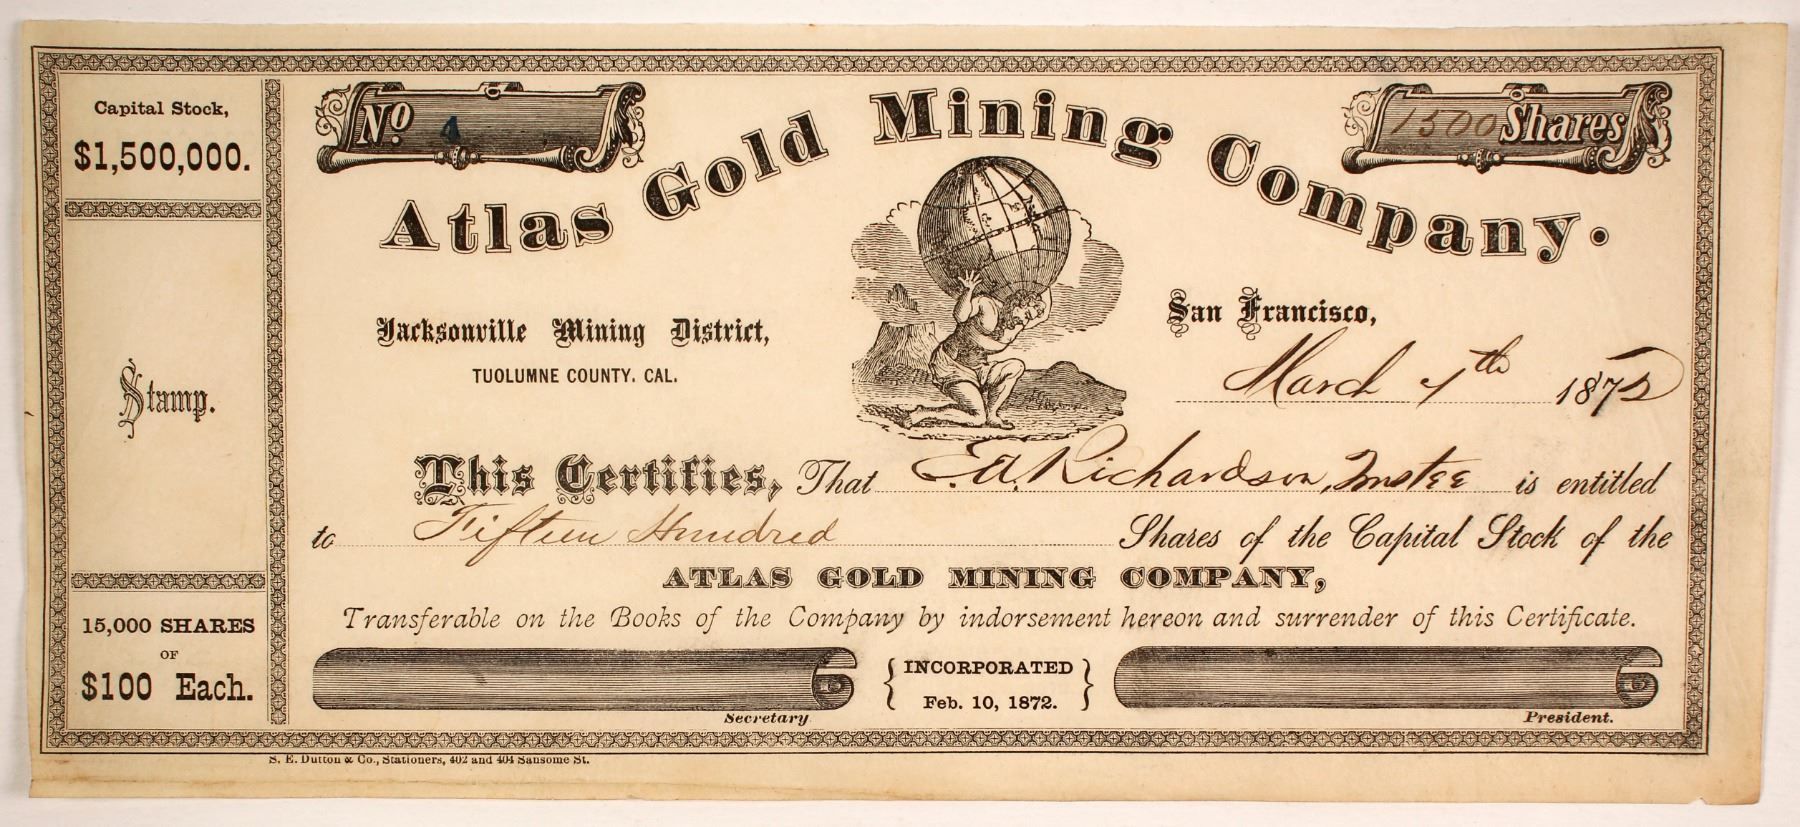 Capital Stock,
$1,500,000.
Stamp.
15,000 SHARES
OF
$100 Each.
No. 4
1500 Shares
Atlas Gold Mining Company.
Jacksonville Mining District,
TUOLUMNE COUNTY. CAL.
San Francisco,
March 7th 1872
This Certifies, That E. A. Richardson, Trustee is entitled
to Fifteen Hundred Shares of the Capital Stock of the
ATLAS GOLD MINING COMPANY,
Transferable on the Books of the Company by indorsement hereon and surrender of this Certificate.
INCORPORATED
Feb. 10, 1872.
Secretary
President.
S. E. Dutton & Co., Stationers, 402 and 404 Sansome St.